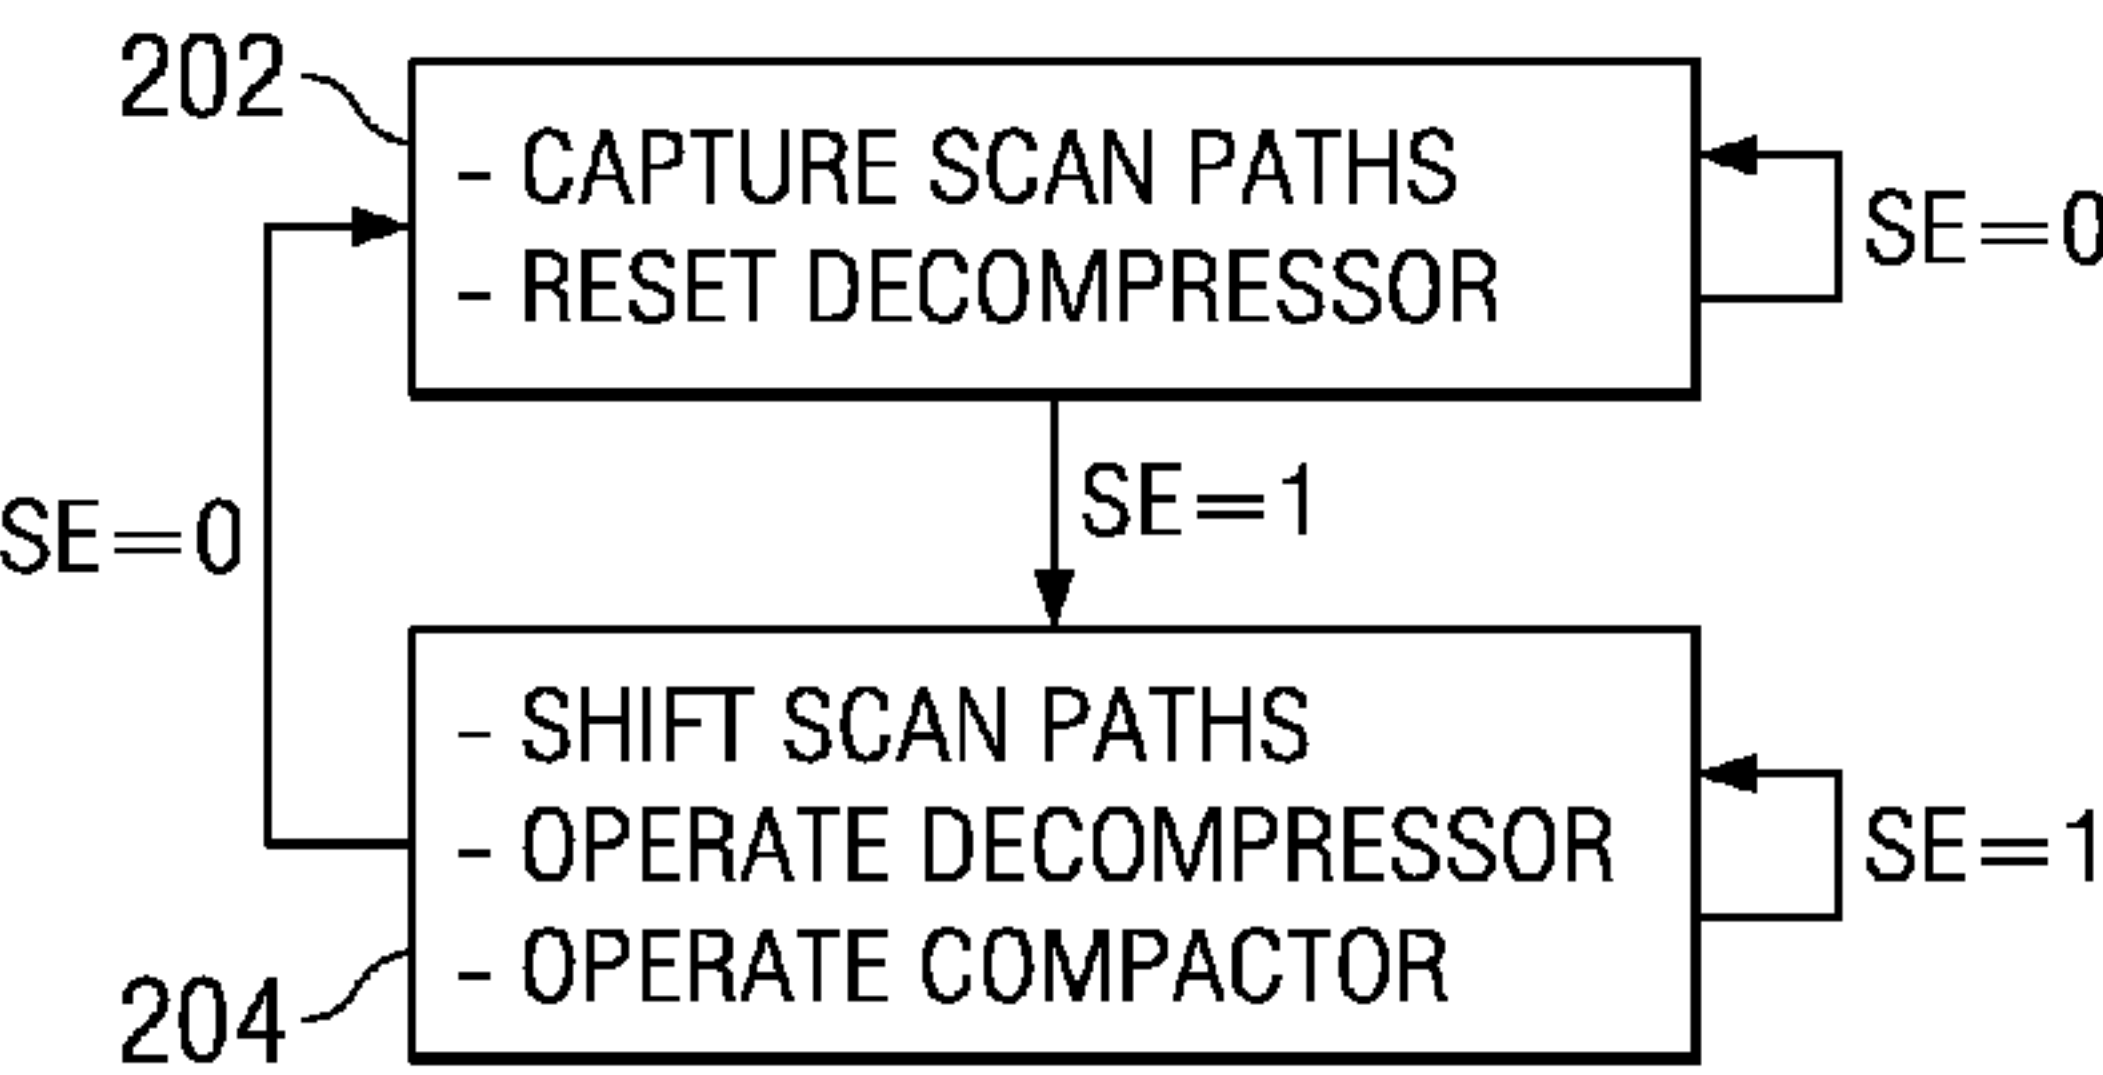 202
- CAPTURE SCAN PATHS
- RESET DECOMPRESSOR
SE=0
SE=0
SE=1
- SHIFT SCAN PATHS
- OPERATE DECOMPRESSOR
- OPERATE COMPACTOR
SE=1
204